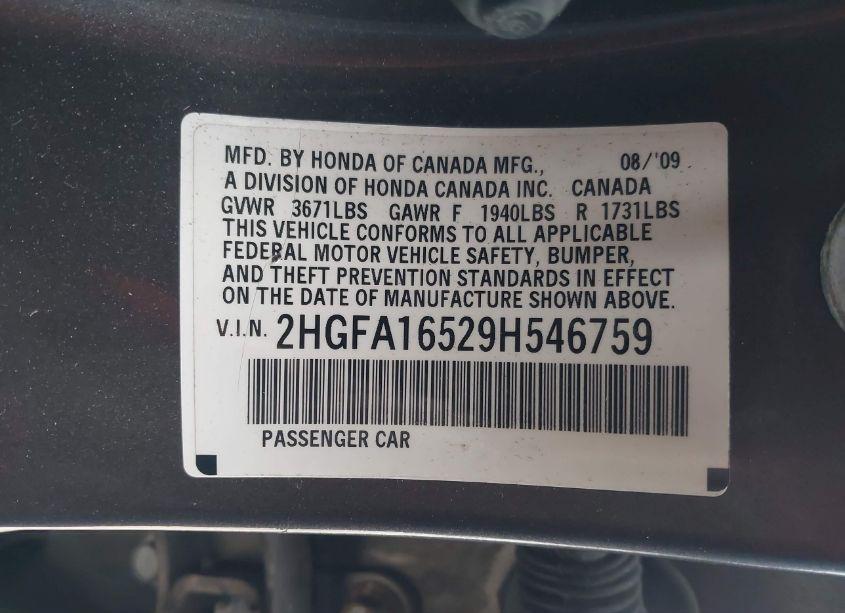 MFD. BY HONDA OF CANADA MFG., 08/'09
A DIVISION OF HONDA CANADA INC. CANADA
GVWR 3671LBS GAWR F 1940LBS R 1731LBS
THIS VEHICLE CONFORMS TO ALL APPLICABLE
FEDERAL MOTOR VEHICLE SAFETY, BUMPER,
AND THEFT PREVENTION STANDARDS IN EFFECT
ON THE DATE OF MANUFACTURE SHOWN ABOVE.
V.I.N. 2HGFA16529H546759
PASSENGER CAR